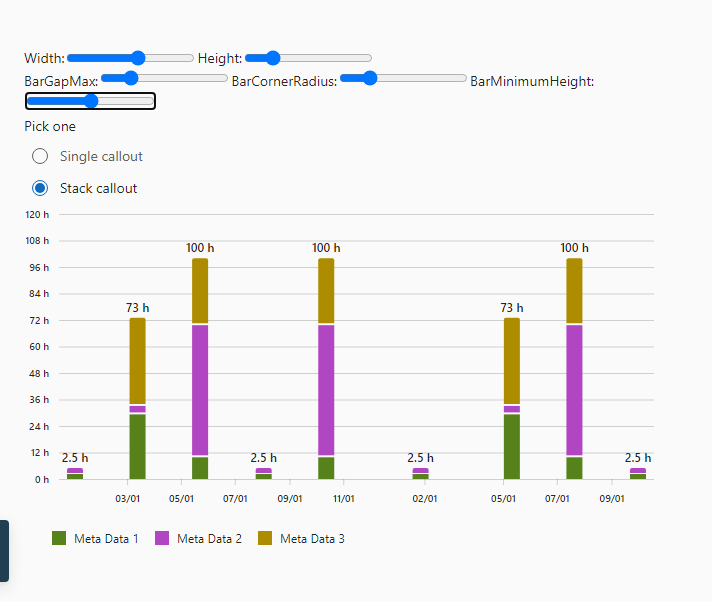 Width: Height:
BarGapMax: BarCornerRadius: BarMinimumHeight:
Pick one
Single callout
Stack callout
120 h
108 h
96 h
84 h
72 h
60 h
48 h
36 h
24 h
12 h
0 h
2.5 h
73 h
100 h
2.5 h
100 h
2.5 h
73 h
100 h
2.5 h
03/01 05/01 07/01 09/01 11/01 02/01 05/01 07/01 09/01
Meta Data 1 Meta Data 2 Meta Data 3